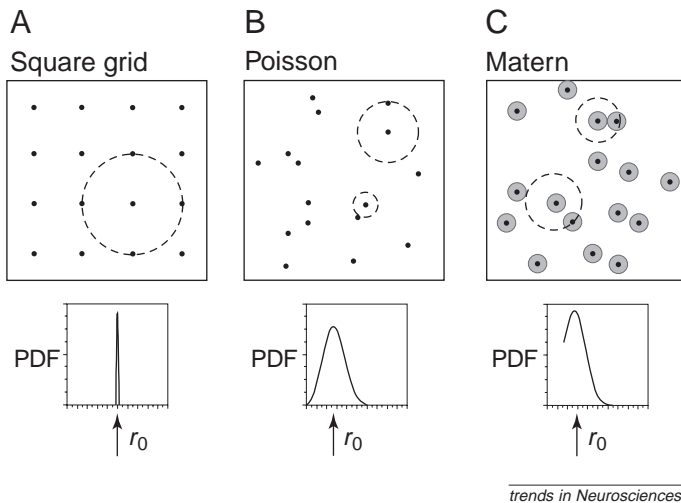 A
B
C
Square grid
Poisson
Matern
PDF
PDF
PDF
r0
r0
r0
trends in Neurosciences